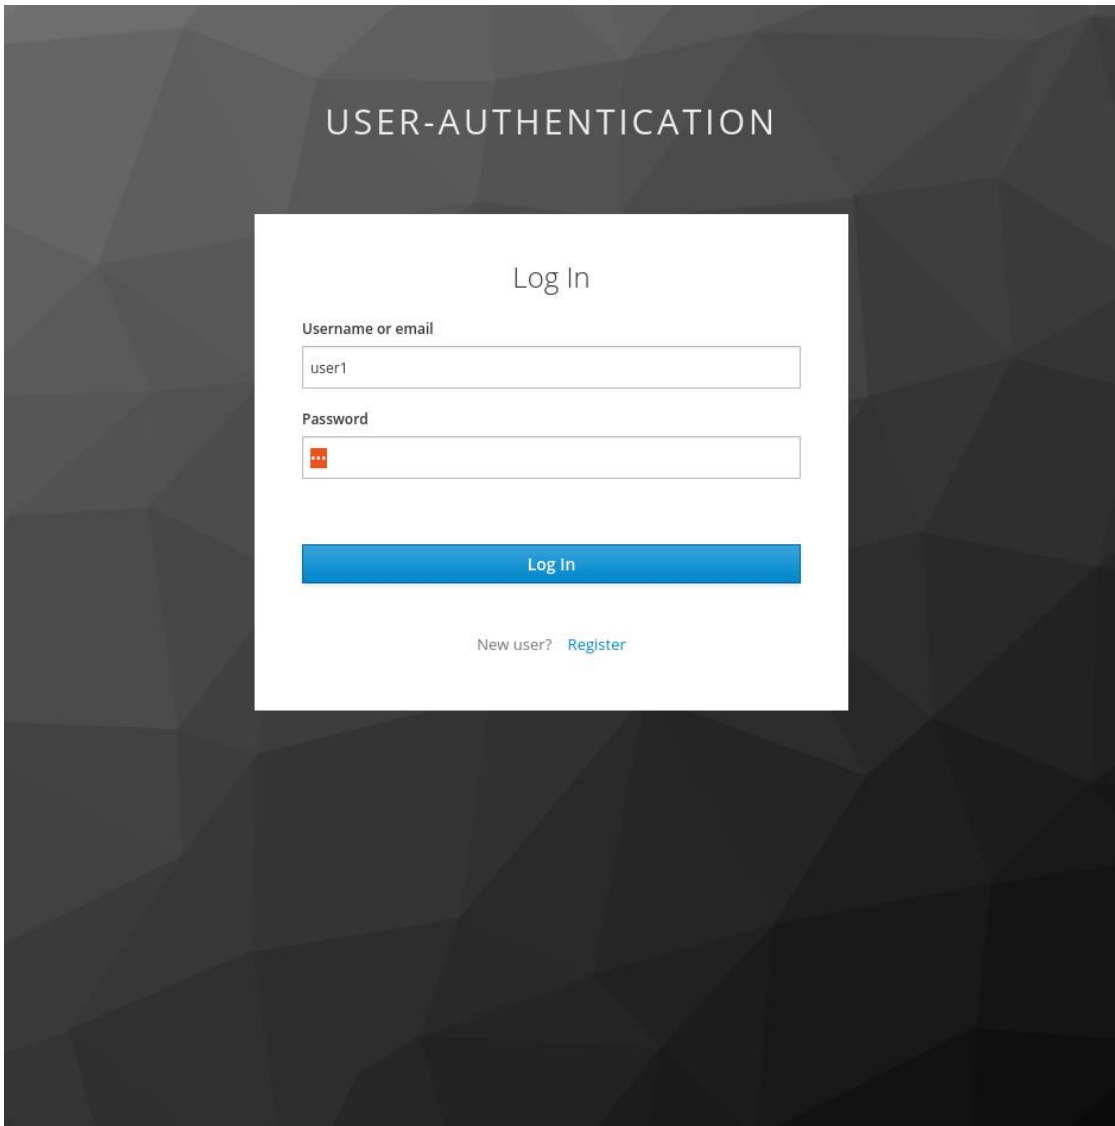 USER-AUTHENTICATION
Log In
Username or email
user1
Password
•••
Log In
New user? Register